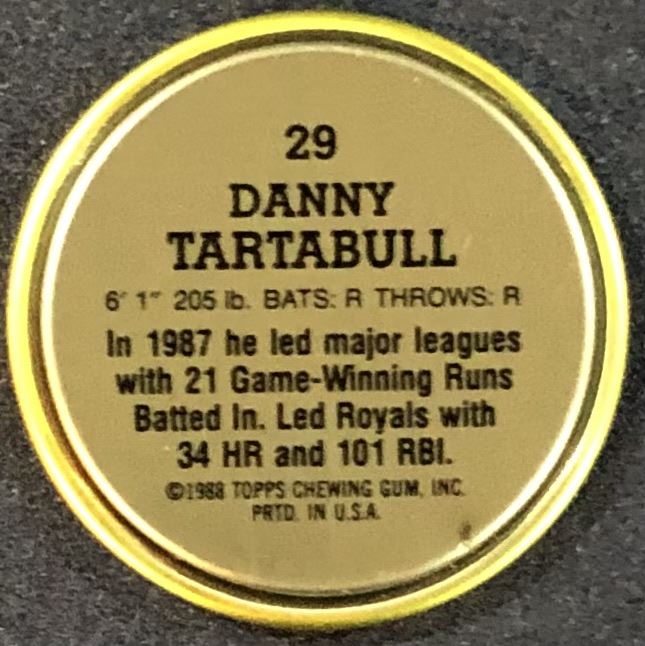 29
DANNY
TARTABULL
6' 1" 205 lb. BATS: R THROWS: R
In 1987 he led major leagues
with 21 Game-Winning Runs
Batted In. Led Royals with
34 HR and 101 RBI.
©1988 TOPPS CHEWING GUM, INC.
PRTD. IN U.S.A.